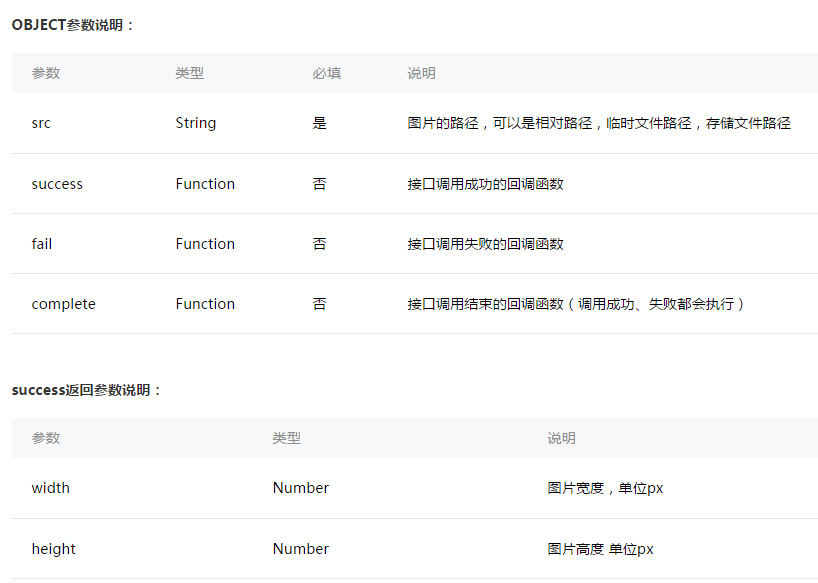 OBJECT参数说明：
参数 类型 必填 说明
src String 是 图片的路径，可以是相对路径，临时文件路径，存储文件路径
success Function 否 接口调用成功的回调函数
fail Function 否 接口调用失败的回调函数
complete Function 否 接口调用结束的回调函数（调用成功、失败都会执行）
success返回参数说明：
参数 类型 说明
width Number 图片宽度，单位px
height Number 图片高度 单位px